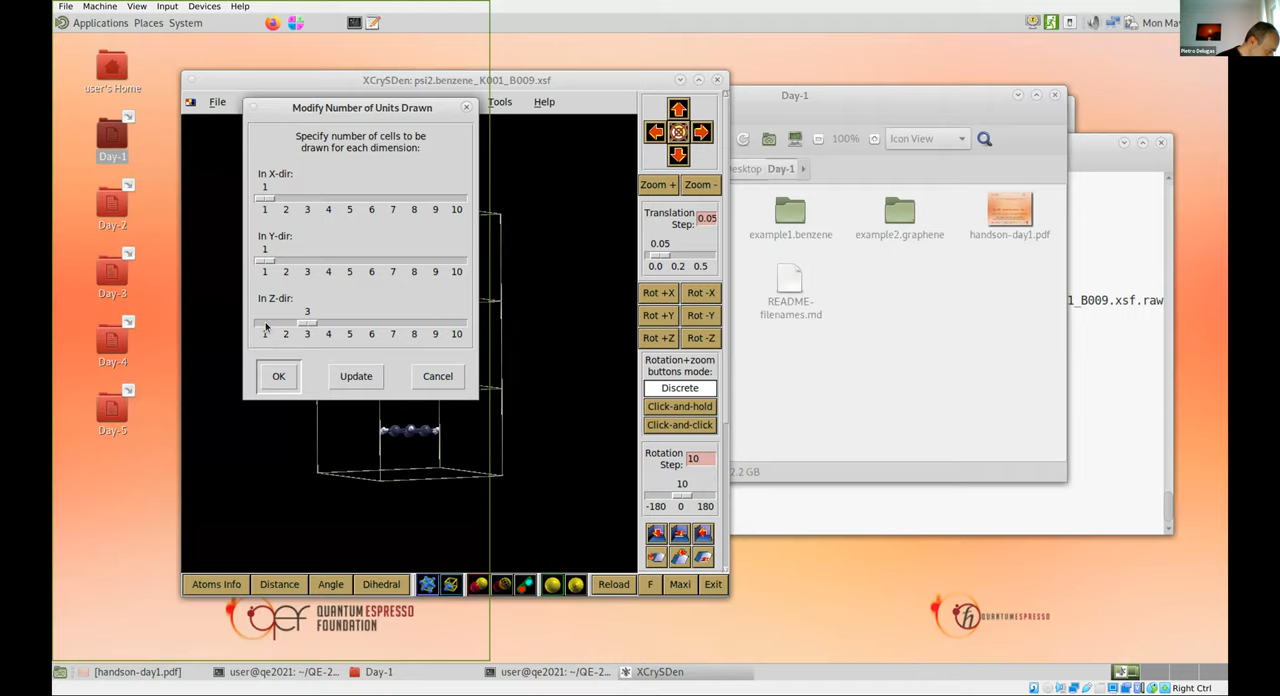 File Machine View Input Devices Help
Applications Places System
Mon May
Pietro Delugas
user's Home
Day-1
Day-2
Day-3
Day-4
Day-5
XCrySDen: psi2.benzene_K001_B009.xsf
File
Tools
Help
Modify Number of Units Drawn
Specify number of cells to be
drawn for each dimension:
In X-dir:
1
1 2 3 4 5 6 7 8 9 10
In Y-dir:
1
1 2 3 4 5 6 7 8 9 10
In Z-dir:
3
1 2 3 4 5 6 7 8 9 10
OK
Update
Cancel
Zoom +
Zoom -
Translation
Step:
0.05
0.05
0.0 0.2 0.5
Rot +X
Rot -X
Rot +Y
Rot -Y
Rot +Z
Rot -Z
Rotation+zoom
buttons mode:
Discrete
Click-and-hold
Click-and-click
Rotation
Step:
10
10
-180 0 180
Atoms Info
Distance
Angle
Dihedral
Reload
F
Maxi
Exit
Day-1
100%
Icon View
esktop
Day-1
example1.benzene
example2.graphene
handson-day1.pdf
README-
filenames.md
2.2 GB
1_B009.xsf.raw
QUANTUM ESPRESSO
FOUNDATION
QUANTUM ESPRESSO
[handson-day1.pdf]
user@qe2021: ~/QE-2...
Day-1
user@qe2021: ~/QE-2...
XCrySDen
Right Ctrl